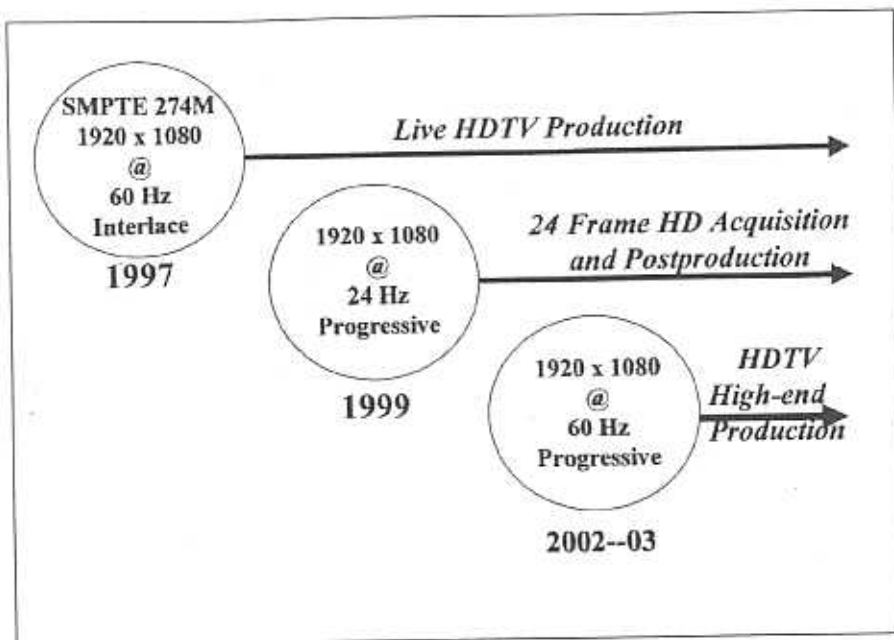 SMPTE 274M
1920 x 1080
@
60 Hz
Interlace
1997
Live HDTV Production
1920 x 1080
@
24 Hz
Progressive
1999
24 Frame HD Acquisition
and Postproduction
1920 x 1080
@
60 Hz
Progressive
2002--03
HDTV
High-end
Production